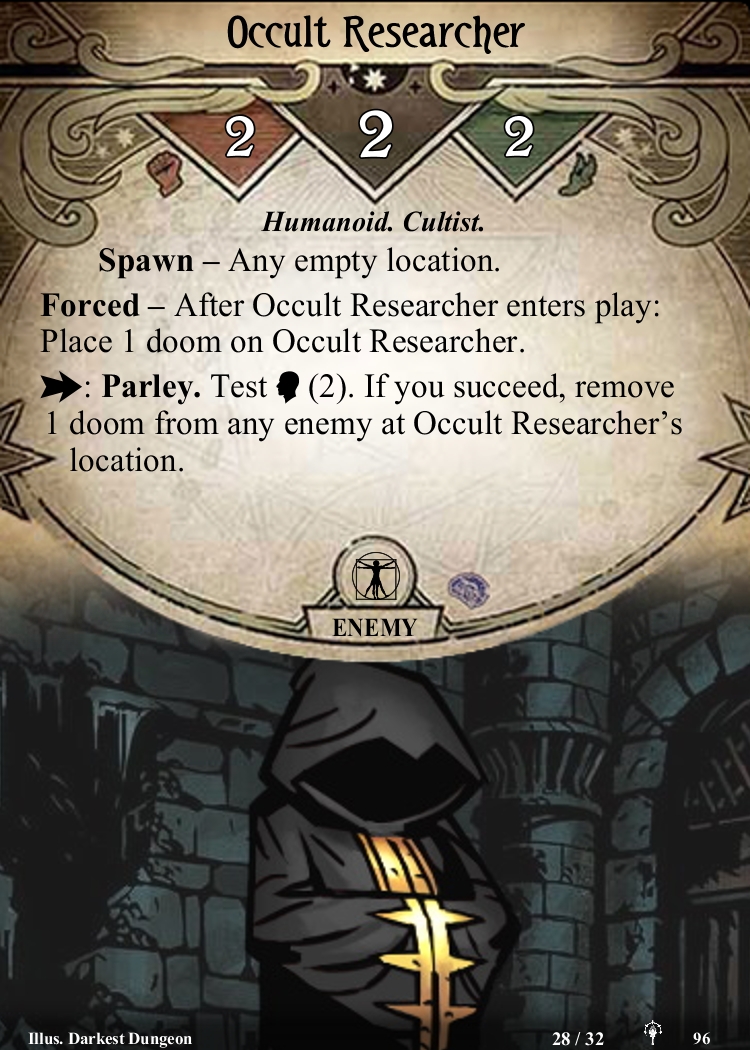 Occult Researcher
2 2 2
Humanoid. Cultist.
Spawn – Any empty location.
Forced – After Occult Researcher enters play:
Place 1 doom on Occult Researcher.
: Parley. Test (2). If you succeed, remove
1 doom from any enemy at Occult Researcher's
location.
ENEMY
Illus. Darkest Dungeon 28 / 32 96